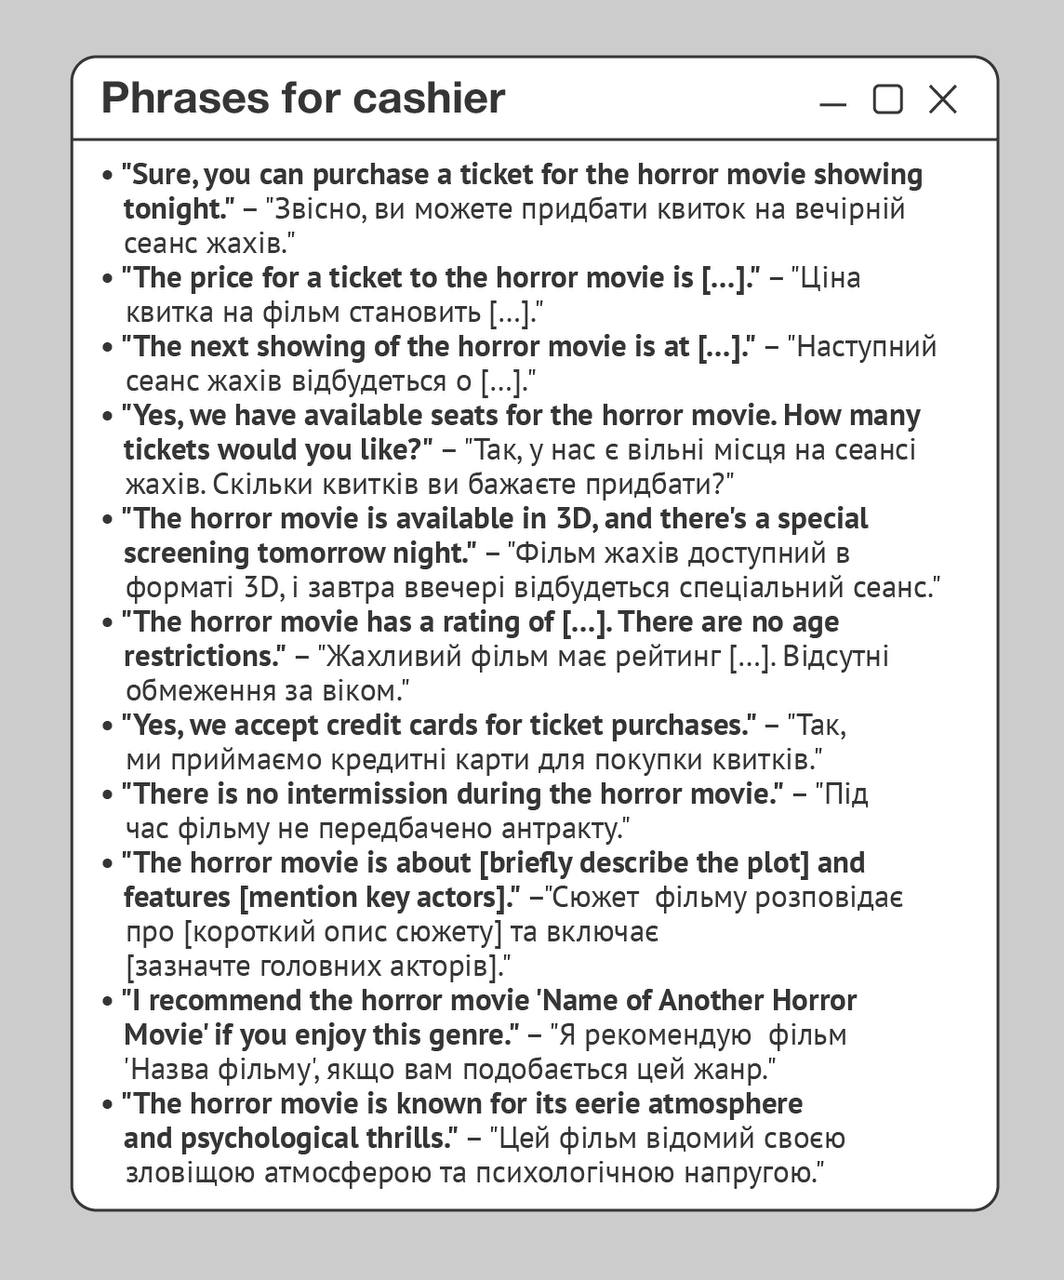 Phrases for cashier
• "Sure, you can purchase a ticket for the horror movie showing
tonight." – "Звісно, ви можете придбати квиток на вечірній
сеанс жахів."
• "The price for a ticket to the horror movie is [...]." – "Ціна
квитка на фільм становить [...]."
• "The next showing of the horror movie is at [...]." – "Наступний
сеанс жахів відбудеться о [...]."
• "Yes, we have available seats for the horror movie. How many
tickets would you like?" – "Так, у нас є вільні місця на сеансі
жахів. Скільки квитків ви бажаєте придбати?"
• "The horror movie is available in 3D, and there's a special
screening tomorrow night." – "Фільм жахів доступний в
форматі 3D, і завтра ввечері відбудеться спеціальний сеанс."
• "The horror movie has a rating of [...]. There are no age
restrictions." – "Жахливий фільм має рейтинг [...]. Відсутні
обмеження за віком."
• "Yes, we accept credit cards for ticket purchases." – "Так,
ми приймаємо кредитні карти для покупки квитків."
• "There is no intermission during the horror movie." – "Під
час фільму не передбачено антракту."
• "The horror movie is about [briefly describe the plot] and
features [mention key actors]." –"Сюжет  фільму розповідає
про [короткий опис сюжету] та включає
[зазначте головних акторів]."
• "I recommend the horror movie 'Name of Another Horror
Movie' if you enjoy this genre." – "Я рекомендую  фільм
'Назва фільму', якщо вам подобається цей жанр."
• "The horror movie is known for its eerie atmosphere
and psychological thrills." – "Цей фільм відомий своєю
зловіщою атмосферою та психологічною напругою."